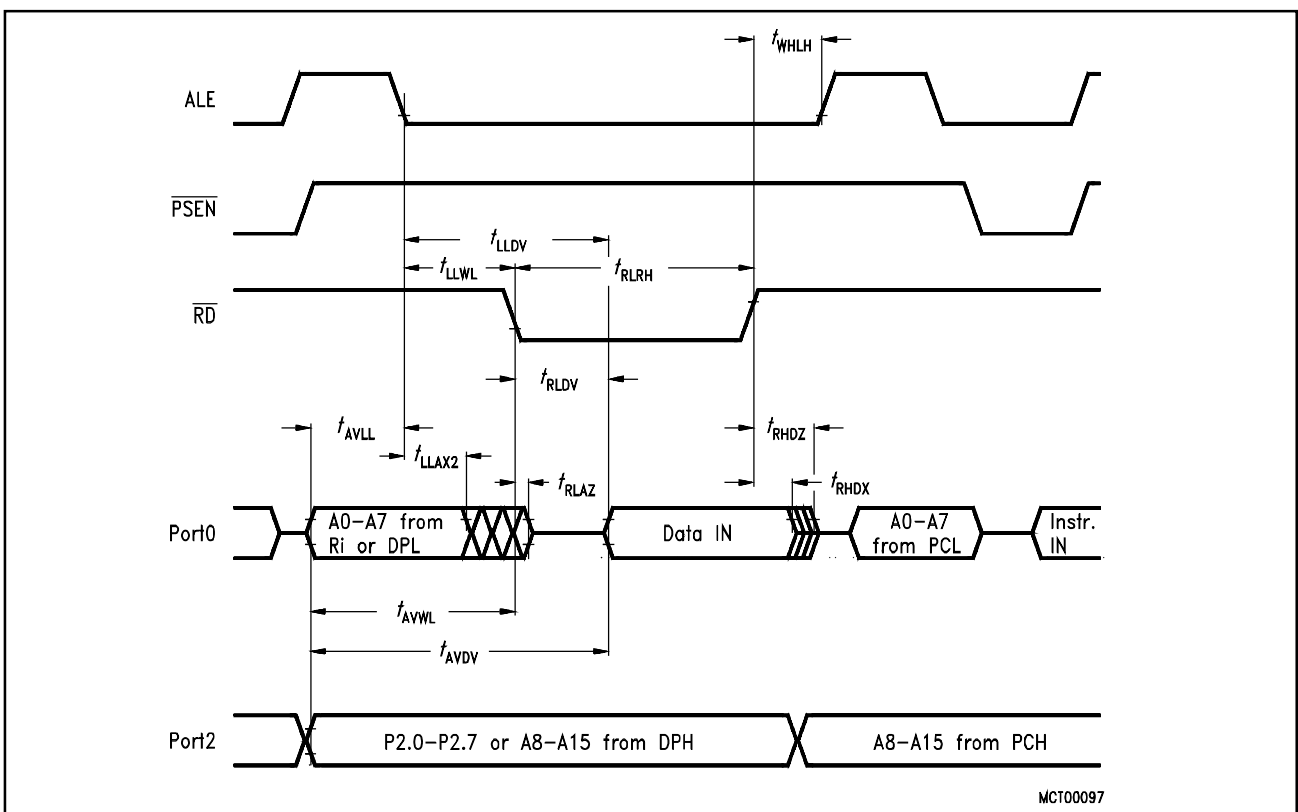 tWHLH
ALE
PSEN
tLLDV
tLLWL
tRLRH
RD
tRLDV
tAVLL
tRHDZ
tLLAX2
tRLAZ
tRHDX
Port0
A0-A7 from
Ri or DPL
Data IN
A0-A7
from PCL
Instr.
IN
tAVWL
tAVDV
Port2
P2.0-P2.7 or A8-A15 from DPH
A8-A15 from PCH
MCT00097